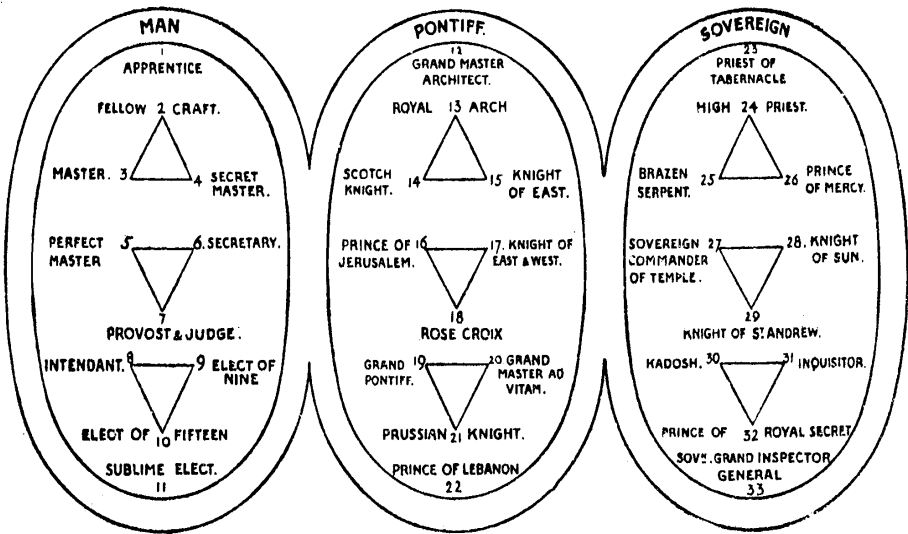 MAN
1
APPRENTICE
FELLOW 2 CRAFT.
MASTER. 3
4 SECRET
MASTER.
PERFECT 5
MASTER
6. SECRETARY.
7
PROVOST & JUDGE.
INTENDANT. 8
9 ELECT OF
NINE
ELECT OF 10 FIFTEEN
SUBLIME ELECT.
11
PONTIFF.
12
GRAND MASTER
ARCHITECT.
ROYAL 13 ARCH
SCOTCH
KNIGHT. 14
15 KNIGHT
OF EAST.
PRINCE OF 16
JERUSALEM.
17. KNIGHT OF
EAST & WEST.
18
ROSE CROIX
GRAND 19
PONTIFF.
20 GRAND
MASTER AD
VITAM.
PRUSSIAN 21 KNIGHT.
PRINCE OF LEBANON
22
SOVEREIGN
23
PRIEST OF
TABERNACLE
HIGH 24 PRIEST.
BRAZEN
SERPENT. 25
26 PRINCE
OF MERCY.
SOVEREIGN 27
COMMANDER
OF TEMPLE.
28. KNIGHT
OF SUN.
29
KNIGHT OF ST. ANDREW.
KADOSH. 30
31 INQUISITOR.
PRINCE OF 32 ROYAL SECRET
SOVN. GRAND INSPECTOR
GENERAL
33